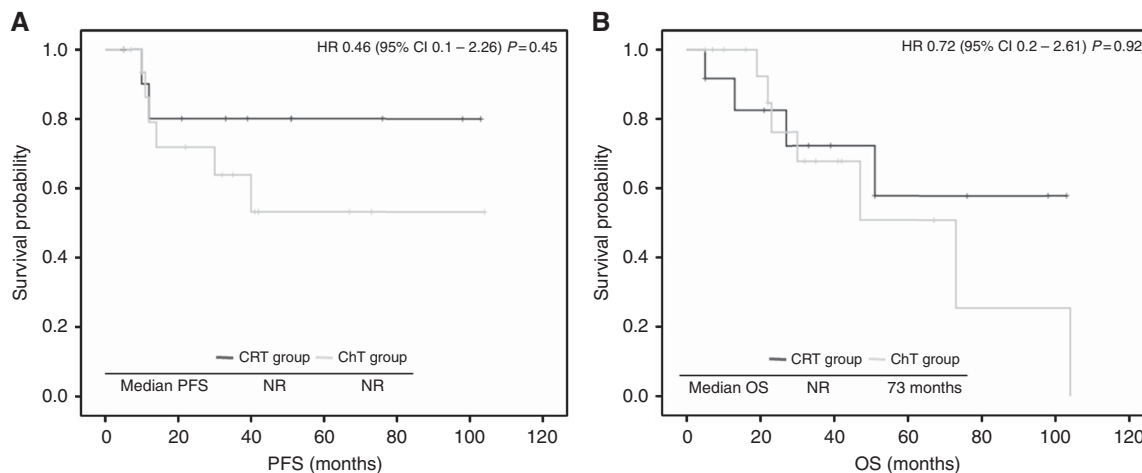 A
HR 0.46 (95% CI 0.1 – 2.26) P = 0.45
1.0
0.8
0.6
0.4
0.2
0.0
Survival probability
CRT group ChT group
Median PFS NR NR
0 20 40 60 80 100 120
PFS (months)
B
HR 0.72 (95% CI 0.2 – 2.61) P = 0.92
1.0
0.8
0.6
0.4
0.2
0.0
Survival probability
CRT group ChT group
Median OS NR 73 months
0 20 40 60 80 100 120
OS (months)